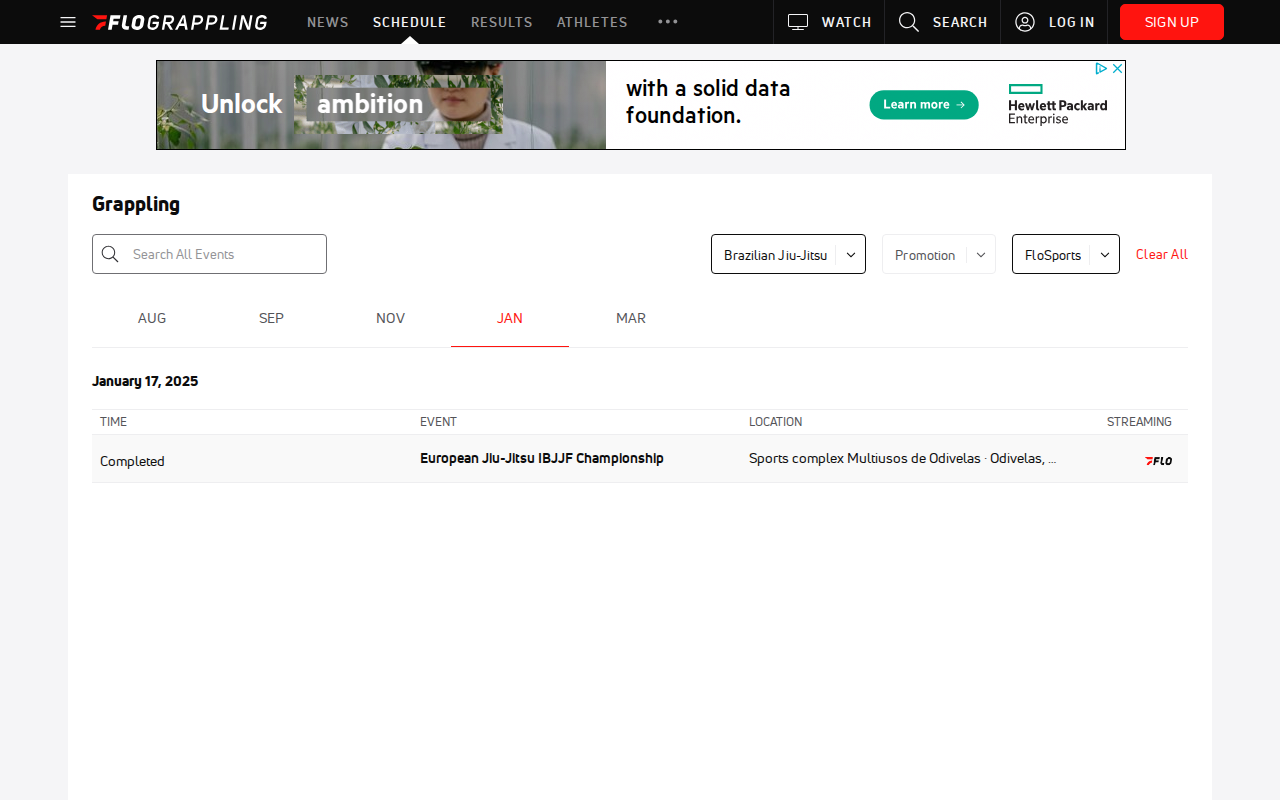 FLOGRAPPLING NEWS SCHEDULE RESULTS ATHLETES WATCH SEARCH LOG IN SIGN UP
Unlock ambition with a solid data foundation. Learn more → Hewlett Packard Enterprise
Grappling
Search All Events Brazilian Jiu-Jitsu Promotion FloSports Clear All
AUG SEP NOV JAN MAR
January 17, 2025
TIME EVENT LOCATION STREAMING
Completed European Jiu-Jitsu IBJJF Championship Sports complex Multiusos de Odivelas · Odivelas, ... FLO